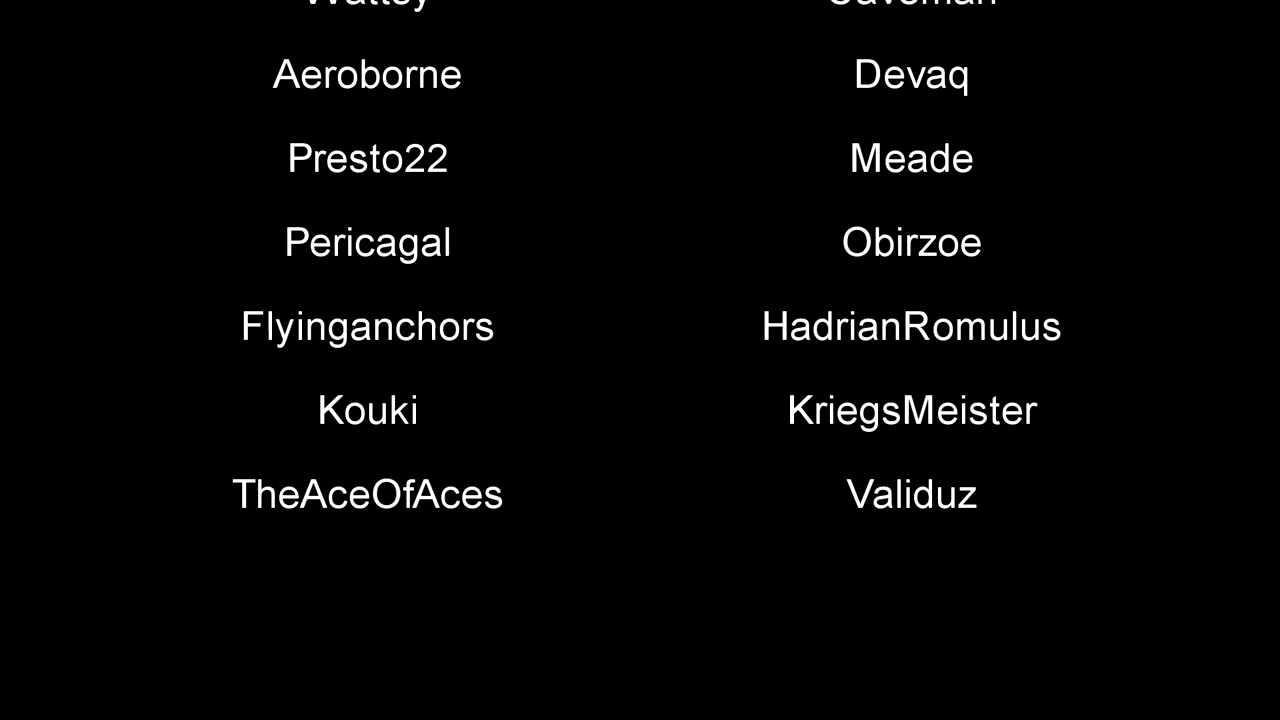 Aeroborne Devaq
Presto22 Meade
Pericagal Obirzoe
Flyinganchors HadrianRomulus
Kouki KriegsMeister
TheAceOfAces Validuz